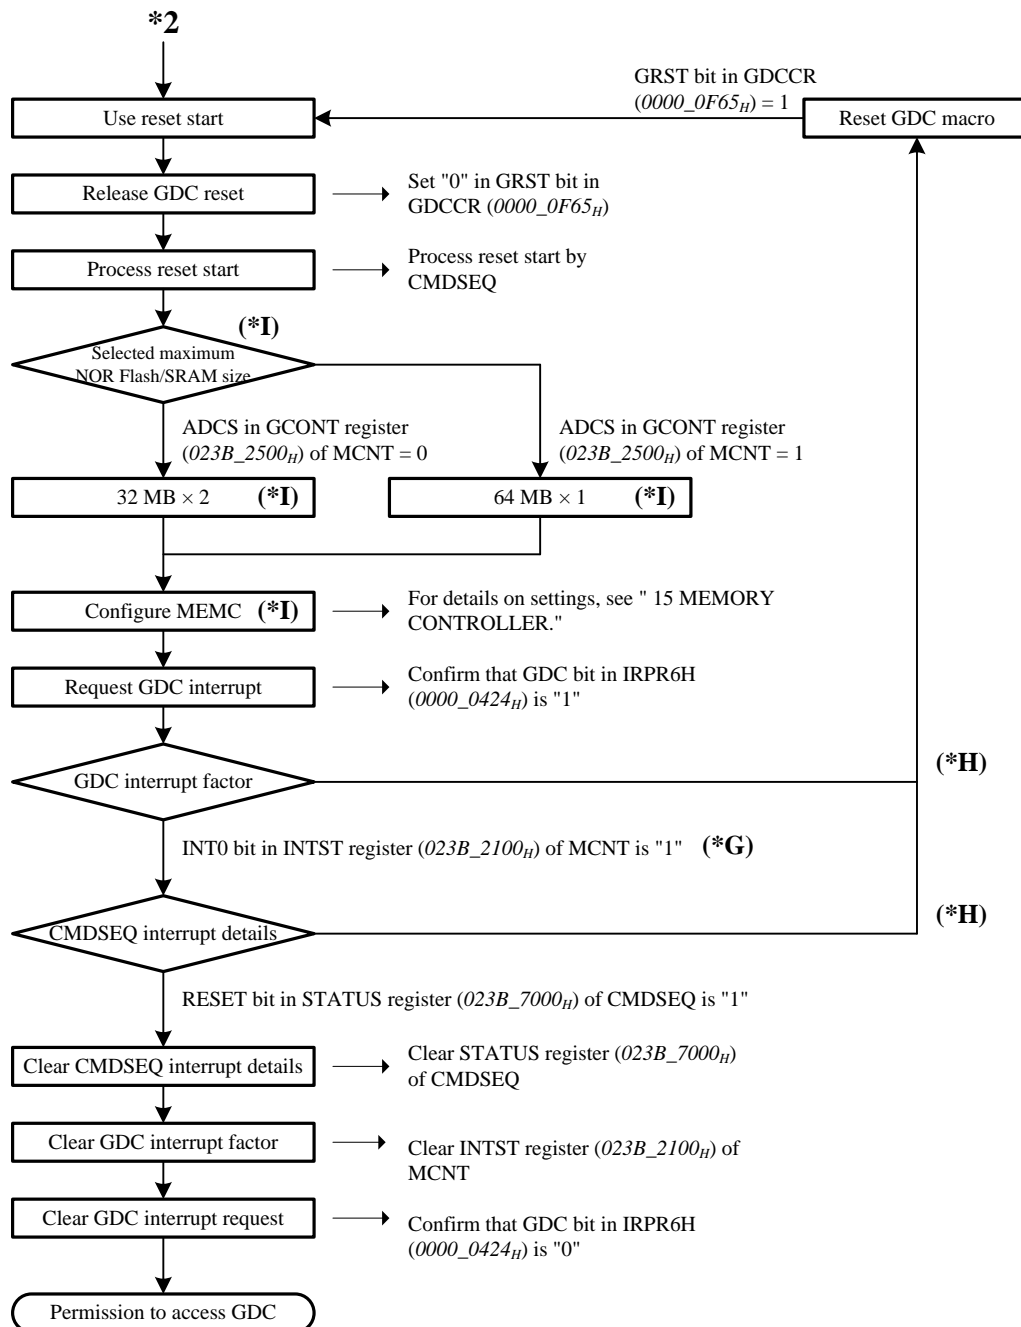 *2
GRST bit in GDCCR
(0000_0F65H) = 1
Use reset start
Reset GDC macro
Release GDC reset
Set "0" in GRST bit in
GDCCR (0000_0F65H)
Process reset start
Process reset start by
CMDSEQ
(*I)
Selected maximum
NOR Flash/SRAM size
ADCS in GCONT register
(023B_2500H) of MCNT = 0
ADCS in GCONT register
(023B_2500H) of MCNT = 1
32 MB × 2 (*I)
64 MB × 1 (*I)
Configure MEMC (*I)
For details on settings, see " 15 MEMORY
CONTROLLER."
Request GDC interrupt
Confirm that GDC bit in IRPR6H
(0000_0424H) is "1"
GDC interrupt factor
(*H)
INT0 bit in INTST register (023B_2100H) of MCNT is "1" (*G)
CMDSEQ interrupt details
(*H)
RESET bit in STATUS register (023B_7000H) of CMDSEQ is "1"
Clear CMDSEQ interrupt details
Clear STATUS register (023B_7000H)
of CMDSEQ
Clear GDC interrupt factor
Clear INTST register (023B_2100H) of
MCNT
Clear GDC interrupt request
Confirm that GDC bit in IRPR6H
(0000_0424H) is "0"
Permission to access GDC